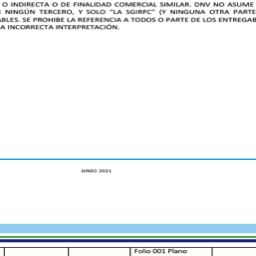 O INDIRECTA O DE FINALIDAD COMERCIAL SIMILAR. DNV NO ASUME
NINGÚN TERCERO, Y SOLO "LA SGIRPC" (Y NINGUNA OTRA PARTE
ABLES. SE PROHIBE LA REFERENCIA A TODOS O PARTE DE LOS ENTREGAB
A INCORRECTA INTERPRETACIÓN.
JUNIO 2021
Folio 001 Plano